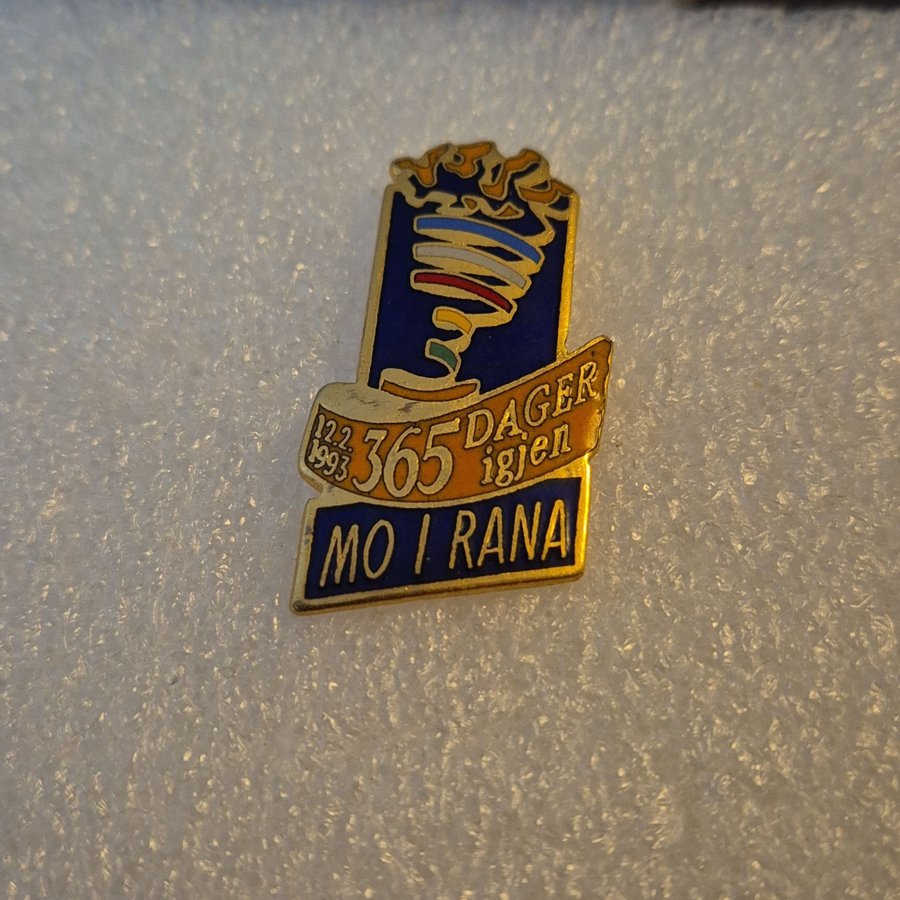 12.2.
1993
365
DAGER
igjen
MO I RANA